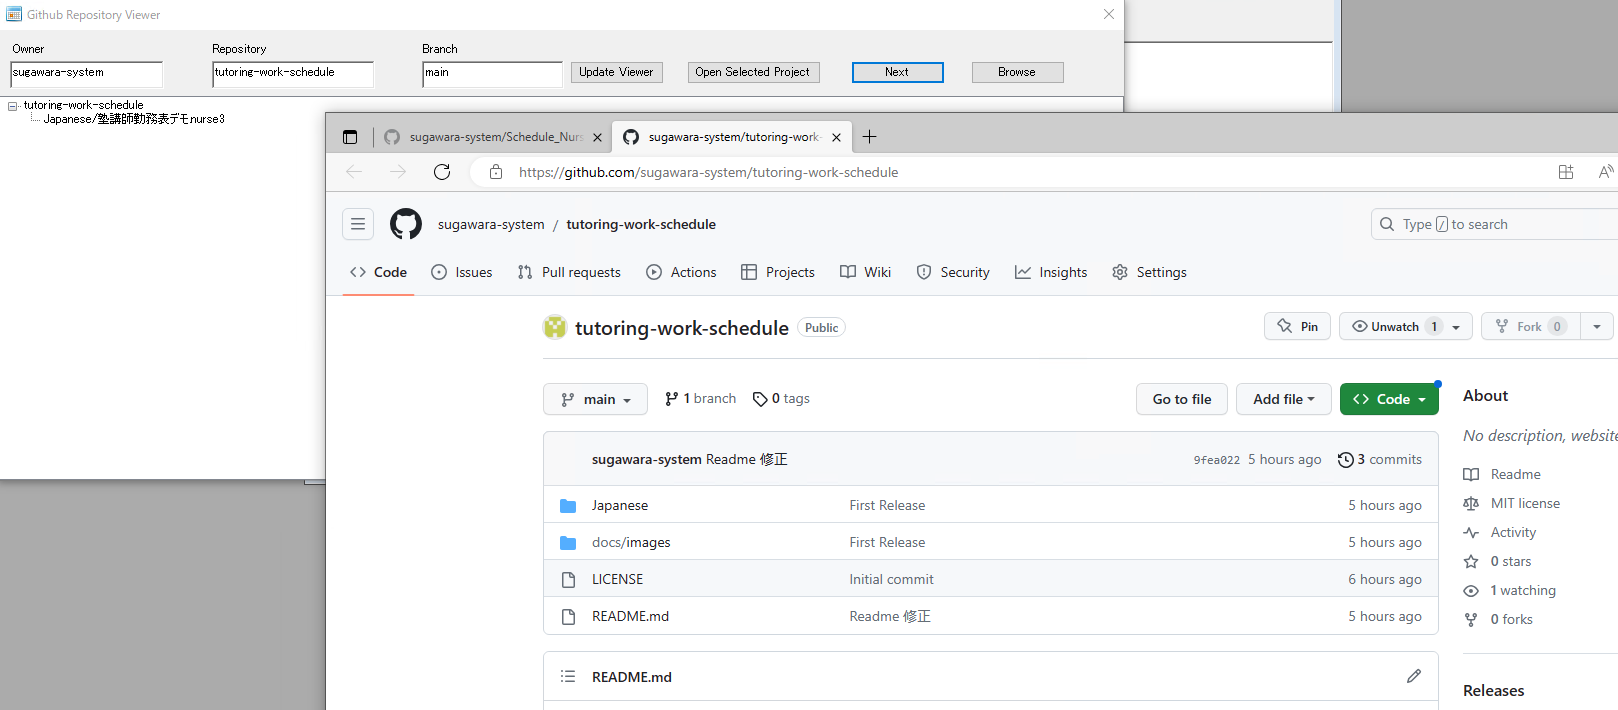 Github Repository Viewer
Owner Repository Branch
sugawara-system tutoring-work-schedule main Update Viewer Open Selected Project Next Browse
tutoring-work-schedule
Japanese/塾講師勤務表デモnurse3
sugawara-system/Schedule_Nurs sugawara-system/tutoring-work-
https://github.com/sugawara-system/tutoring-work-schedule
sugawara-system / tutoring-work-schedule Type / to search
Code Issues Pull requests Actions Projects Wiki Security Insights Settings
tutoring-work-schedule Public Pin Unwatch 1 Fork 0
main 1 branch 0 tags Go to file Add file Code
sugawara-system Readme 修正 9fea022 5 hours ago 3 commits
Japanese First Release 5 hours ago
docs/images First Release 5 hours ago
LICENSE Initial commit 6 hours ago
README.md Readme 修正 5 hours ago
README.md
About
No description, website
Readme
MIT license
Activity
0 stars
1 watching
0 forks
Releases